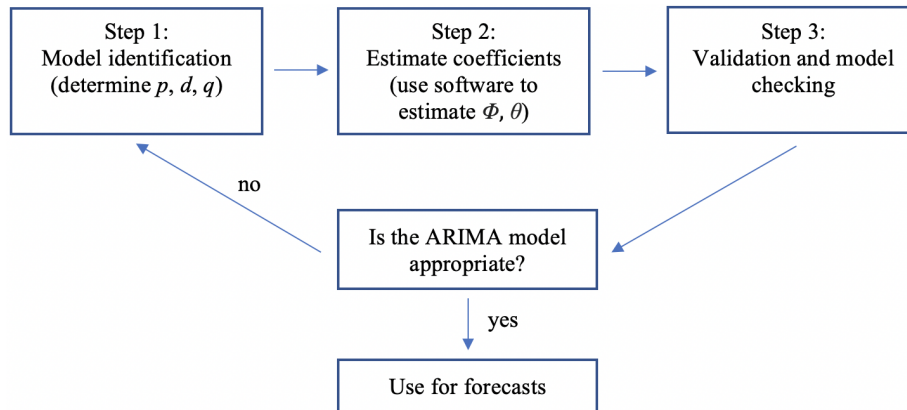 Step 1:
Model identification
(determine p, d, q)
Step 2:
Estimate coefficients
(use software to
estimate Φ, θ)
Step 3:
Validation and model
checking
no
Is the ARIMA model
appropriate?
yes
Use for forecasts